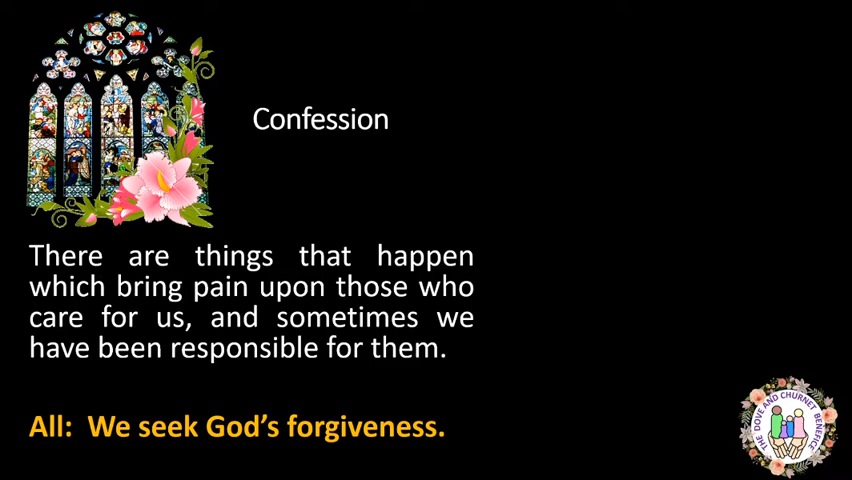 Confession
There are things that happen
which bring pain upon those who
care for us, and sometimes we
have been responsible for them.
All: We seek God’s forgiveness.
THE DOVE AND CHURNET BENEFICE